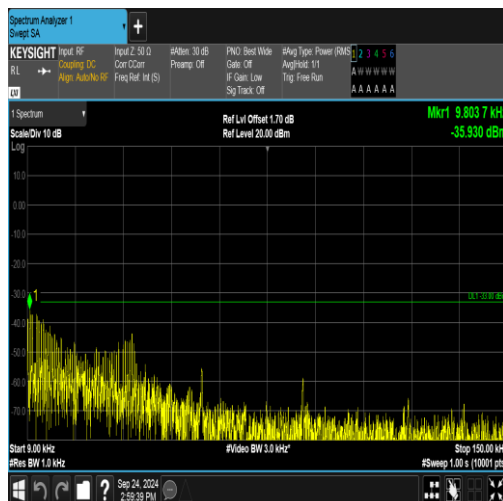 Spectrum Analyzer 1
Swept SA
+
KEYSIGHT
RL
Input: RF
Coupling: DC
Align: Auto/No RF
Input Z: 50 Ω
Corr CCorr
Freq Ref: Int (S)
#Atten: 30 dB
Preamp: Off
PNO: Best Wide
Gate: Off
IF Gain: Low
Sig Track: Off
#Avg Type: Power (RMS
Avg|Hold: 1/1
Trig: Free Run
1 2 3 4 5 6
A W W W W W
A A A A A A
1 Spectrum
Scale/Div 10 dB
Ref Lvl Offset 1.70 dB
Ref Level 20.00 dBm
Mkr1 9.803 7 kHz
-35.930 dBm
Log
10.0
0.00
-10.0
-20.0
-30.0
-40.0
-50.0
-60.0
-70.0
1
DL1 -33.00 dBm
Start 9.00 kHz
#Res BW 1.0 kHz
#Video BW 3.0 kHz*
Stop 150.00 kHz
#Sweep 1.00 s (10001 pts)
?
Sep 24, 2024
2:59:39 PM